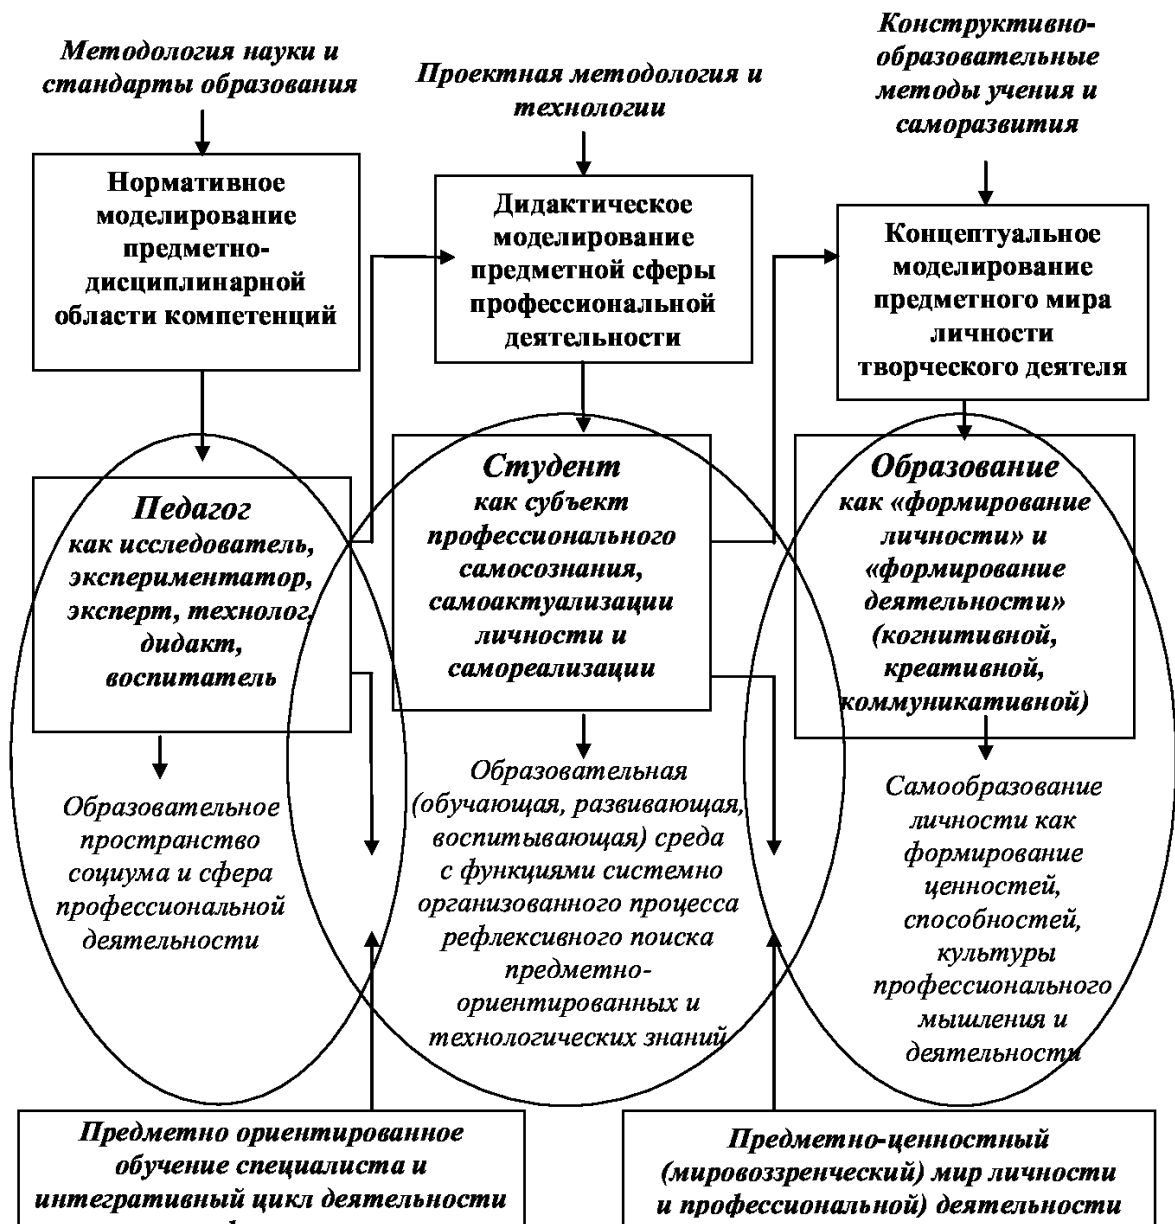 Методология науки и
стандарты образования
Проектная методология и
технологии
Конструктивно-
образовательные
методы учения и
саморазвития
Нормативное
моделирование
предметно-
дисциплинарной
области компетенций
Дидактическое
моделирование
предметной сферы
профессиональной
деятельности
Концептуальное
моделирование
предметного мира
личности
творческого деятеля
Педагог
как исследователь,
экспериментатор,
эксперт, технолог,
дидакт,
воспитатель
Студент
как субъект
профессионального
самосознания,
самоактуализации
личности и
самореализации
Образование
как «формирование
личности» и
«формирование
деятельности»
(когнитивной,
креативной,
коммуникативной)
Образовательное
пространство
социума и сфера
профессиональной
деятельности
Образовательная
(обучающая, развивающая,
воспитывающая) среда
с функциями системно
организованного процесса
рефлексивного поиска
предметно-
ориентированных и
технологических знаний
Самообразование
личности как
формирование
ценностей,
способностей,
культуры
профессионального
мышления и
деятельности
Предметно ориентированное
обучение специалиста и
интегративный цикл деятельности
Предметно-ценностный
(мировоззренческий) мир личности
и профессиональной) деятельности